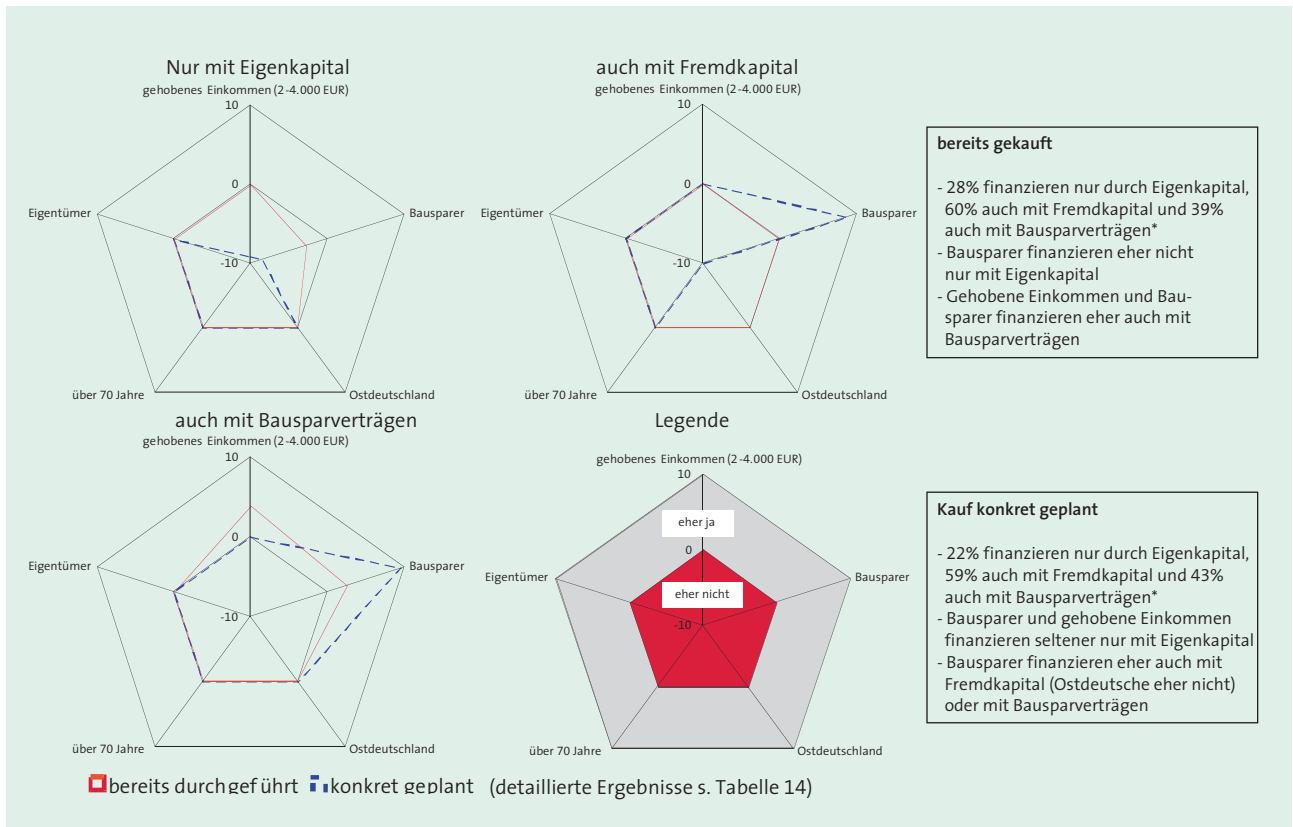 Nur mit Eigenkapital
gehobenes Einkommen (2-4.000 EUR)
10
0
-10
Eigentümer
Bausparer
über 70 Jahre
Ostdeutschland
auch mit Fremdkapital
gehobenes Einkommen (2-4.000 EUR)
10
0
-10
Eigentümer
Bausparer
über 70 Jahre
Ostdeutschland
bereits gekauft
- 28% finanzieren nur durch Eigenkapital,
60% auch mit Fremdkapital und 39%
auch mit Bausparverträgen*
- Bausparer finanzieren eher nicht
nur mit Eigenkapital
- Gehobene Einkommen und Bau-
sparer finanzieren eher auch mit
Bausparverträgen
auch mit Bausparverträgen
gehobenes Einkommen (2-4.000 EUR)
10
0
-10
Eigentümer
Bausparer
über 70 Jahre
Ostdeutschland
Legende
gehobenes Einkommen (2-4.000 EUR)
10
eher ja
0
eher nicht
-10
Eigentümer
Bausparer
über 70 Jahre
Ostdeutschland
Kauf konkret geplant
- 22% finanzieren nur durch Eigenkapital,
59% auch mit Fremdkapital und 43%
auch mit Bausparverträgen*
- Bausparer und gehobene Einkommen
finanzieren seltener nur mit Eigenkapital
- Bausparer finanzieren eher auch mit
Fremdkapital (Ostdeutsche eher nicht)
oder mit Bausparverträgen
bereits durchgeführt konkret geplant (detaillierte Ergebnisse s. Tabelle 14)